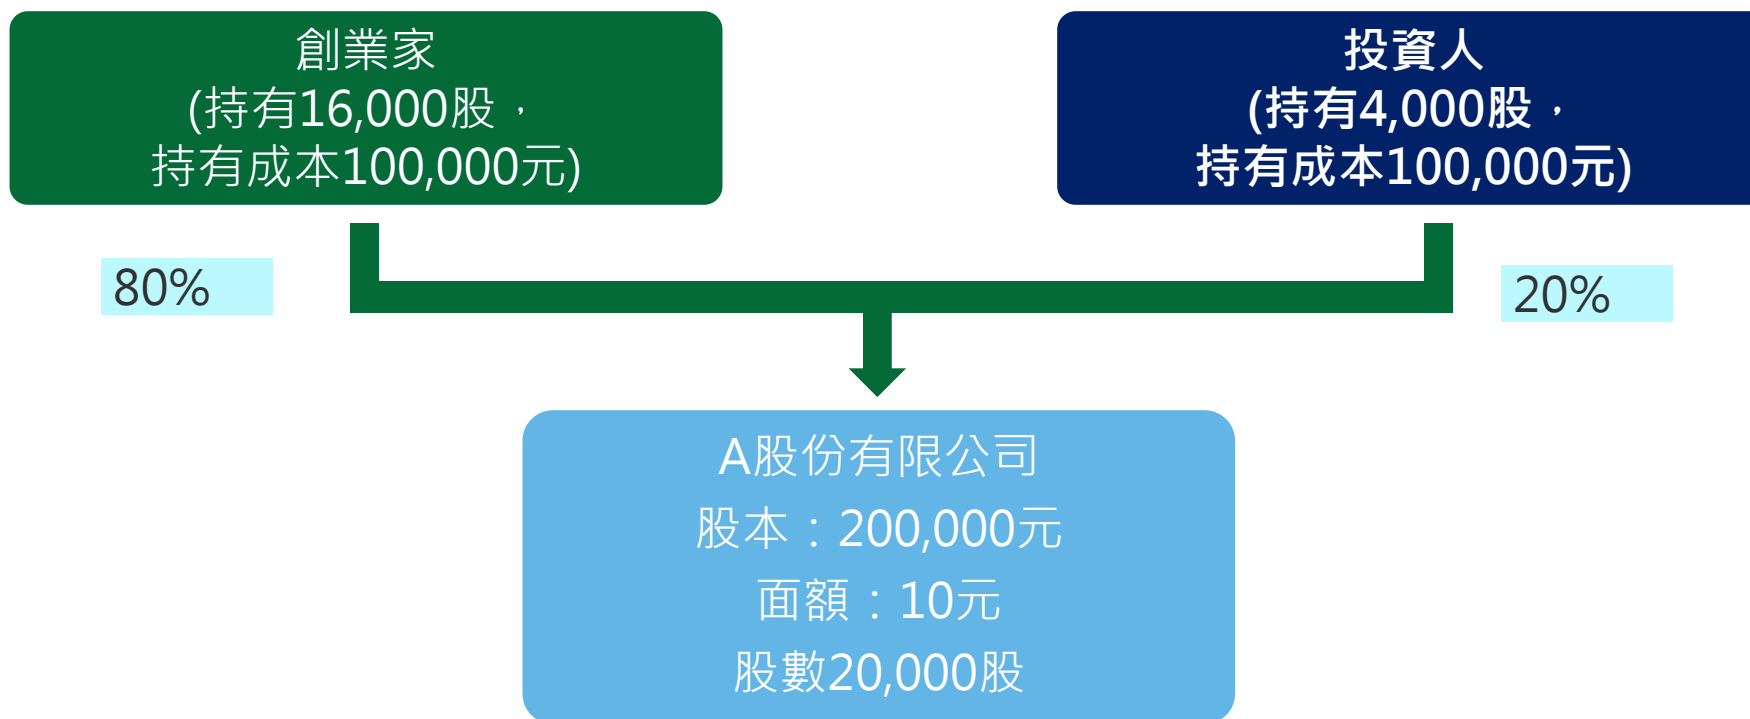 創業家
(持有16,000股，
持有成本100,000元)
投資人
(持有4,000股，
持有成本100,000元)
80%
20%
A股份有限公司
股本：200,000元
面額：10元
股數20,000股